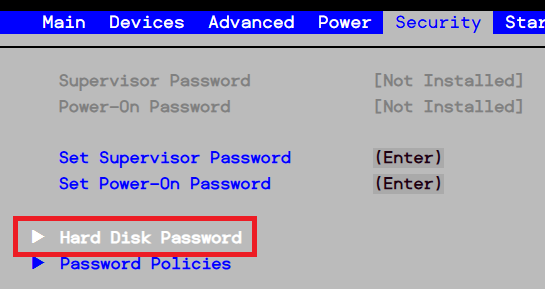 Main Devices Advanced Power Security Star
Supervisor Password [Not Installed]
Power-On Password [Not Installed]
Set Supervisor Password (Enter)
Set Power-On Password (Enter)
Hard Disk Password
Password Policies